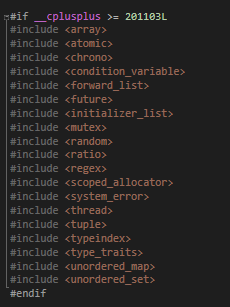 #if __cplusplus >= 201103L
#include <array>
#include <atomic>
#include <chrono>
#include <condition_variable>
#include <forward_list>
#include <future>
#include <initializer_list>
#include <mutex>
#include <random>
#include <ratio>
#include <regex>
#include <scoped_allocator>
#include <system_error>
#include <thread>
#include <tuple>
#include <typeindex>
#include <type_traits>
#include <unordered_map>
#include <unordered_set>
#endif